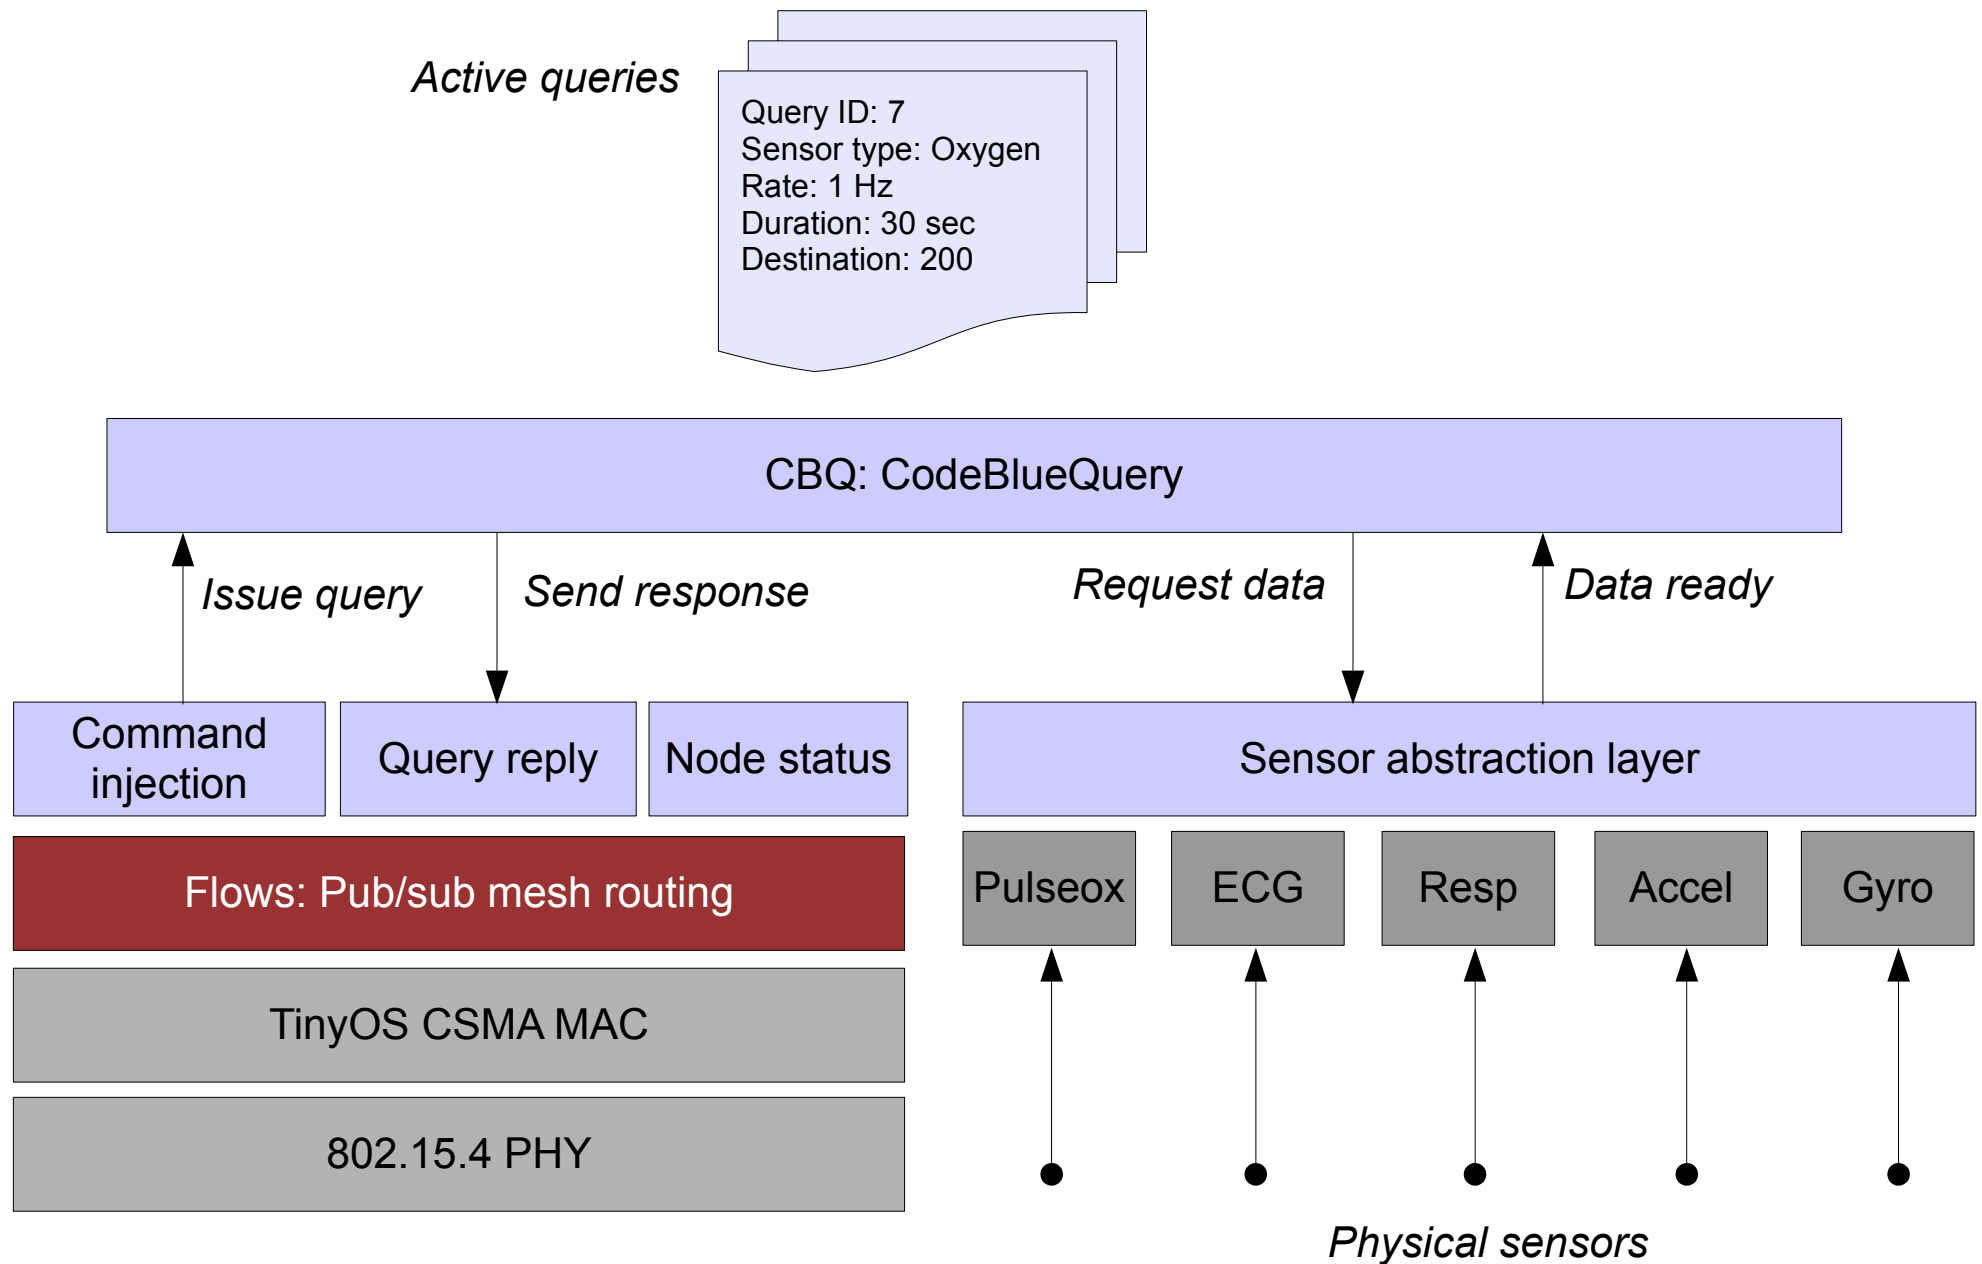 Active queries
Query ID: 7
Sensor type: Oxygen
Rate: 1 Hz
Duration: 30 sec
Destination: 200
CBQ: CodeBlueQuery
Issue query
Send response
Request data
Data ready
Command
injection
Query reply
Node status
Sensor abstraction layer
Flows: Pub/sub mesh routing
Pulseox
ECG
Resp
Accel
Gyro
TinyOS CSMA MAC
802.15.4 PHY
Physical sensors